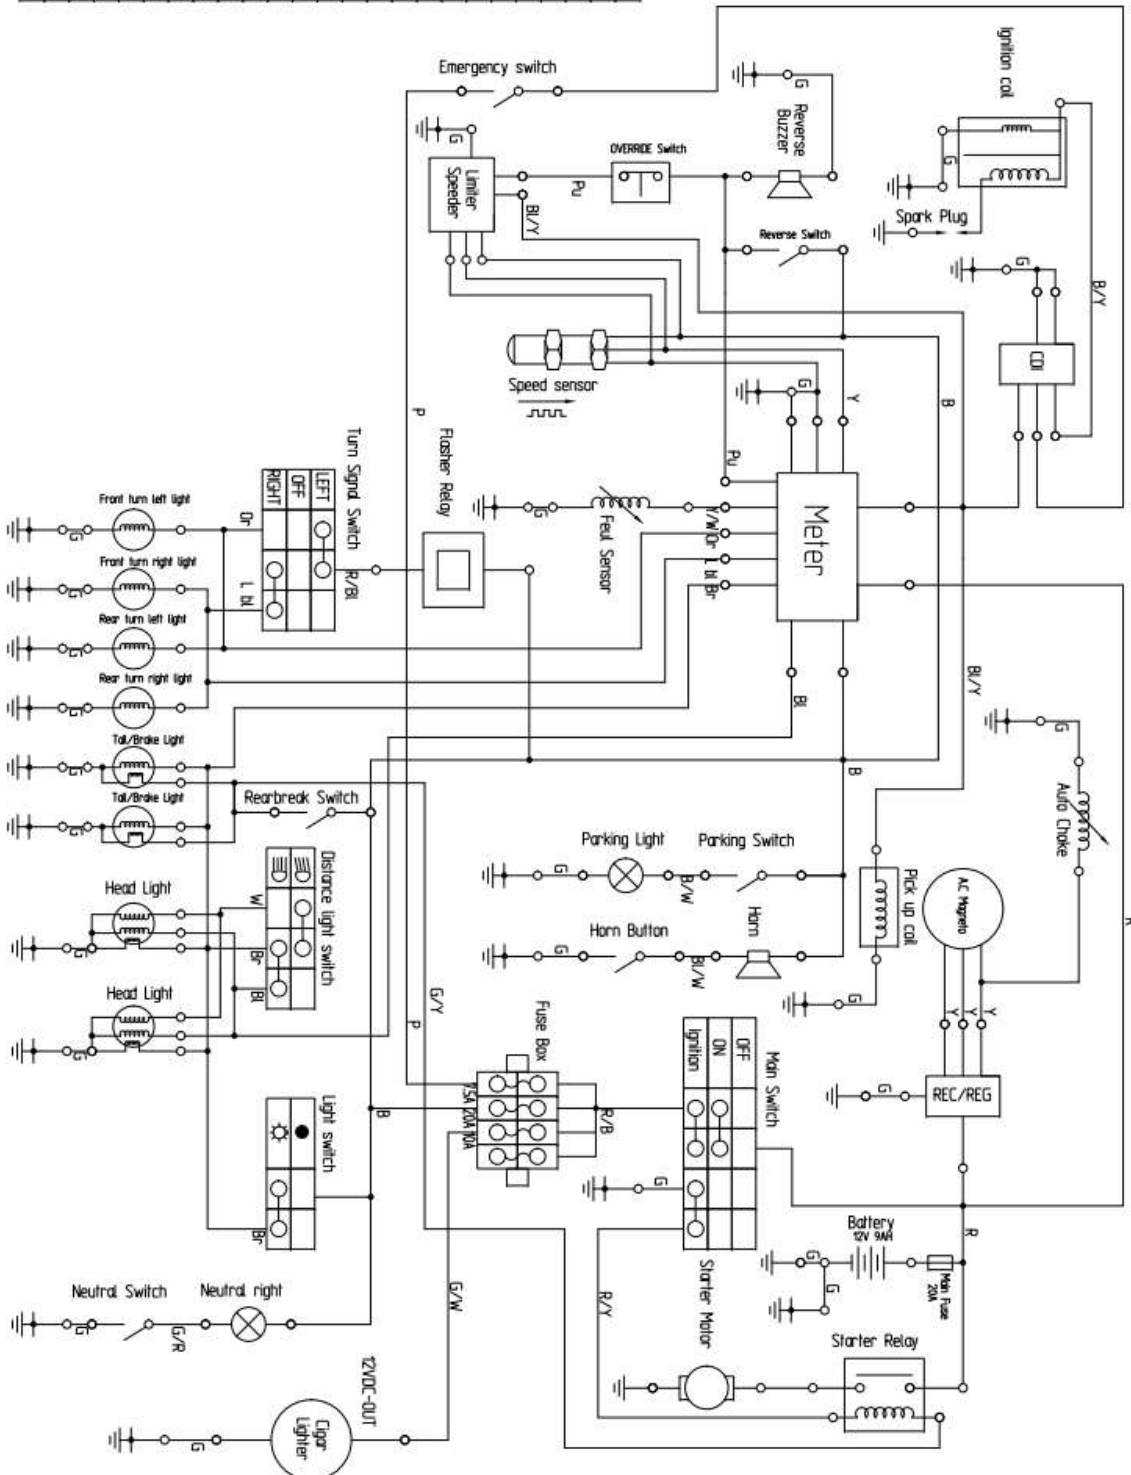 Emergency switch
G
Ignition coil
Reverse
Buzzer
OVERRIDE Switch
G
Limiter
Speeder
Pu
G
Spark Plug
Bl/Y
Reverse Switch
G
B/Y
CDI
Speed sensor
G
Y
B
P
Turn Signal Switch
Flasher Relay
Pu
RIGHT
OFF
LEFT
Front turn left light
Or
G
G
Feul Sensor
Y/W
Or
L bl
Br
Meter
Front turn right light
G
L bl
R/Bl
Rear turn left light
G
Rear turn right light
G
Bl/Y
Bl
G
Tail/Brake Light
G
B
Auto Choke
Rearbreak Switch
Tail/Brake Light
G
Parking Light
Parking Switch
Distance light switch
G
B/W
Pick up coil
A.C Magneto
Head Light
W
G
Br
Horn Button
Horn
G
Bl/W
Head Light
Bl
G/Y
G
Y
Y
Y
G
P
Fuse Box
Ignition
ON
OFF
Main Switch
REC/REG
G
7.5A
20A
10A
R/B
B
Light switch
G
Br
Battery
12V 9AH
R
G
G
Main Fuse
20A
Neutral Switch
Neutral right
G
G/R
G/W
R/Y
Starter Motor
Starter Relay
12VDC-OUT
Cigar
Lighter
G